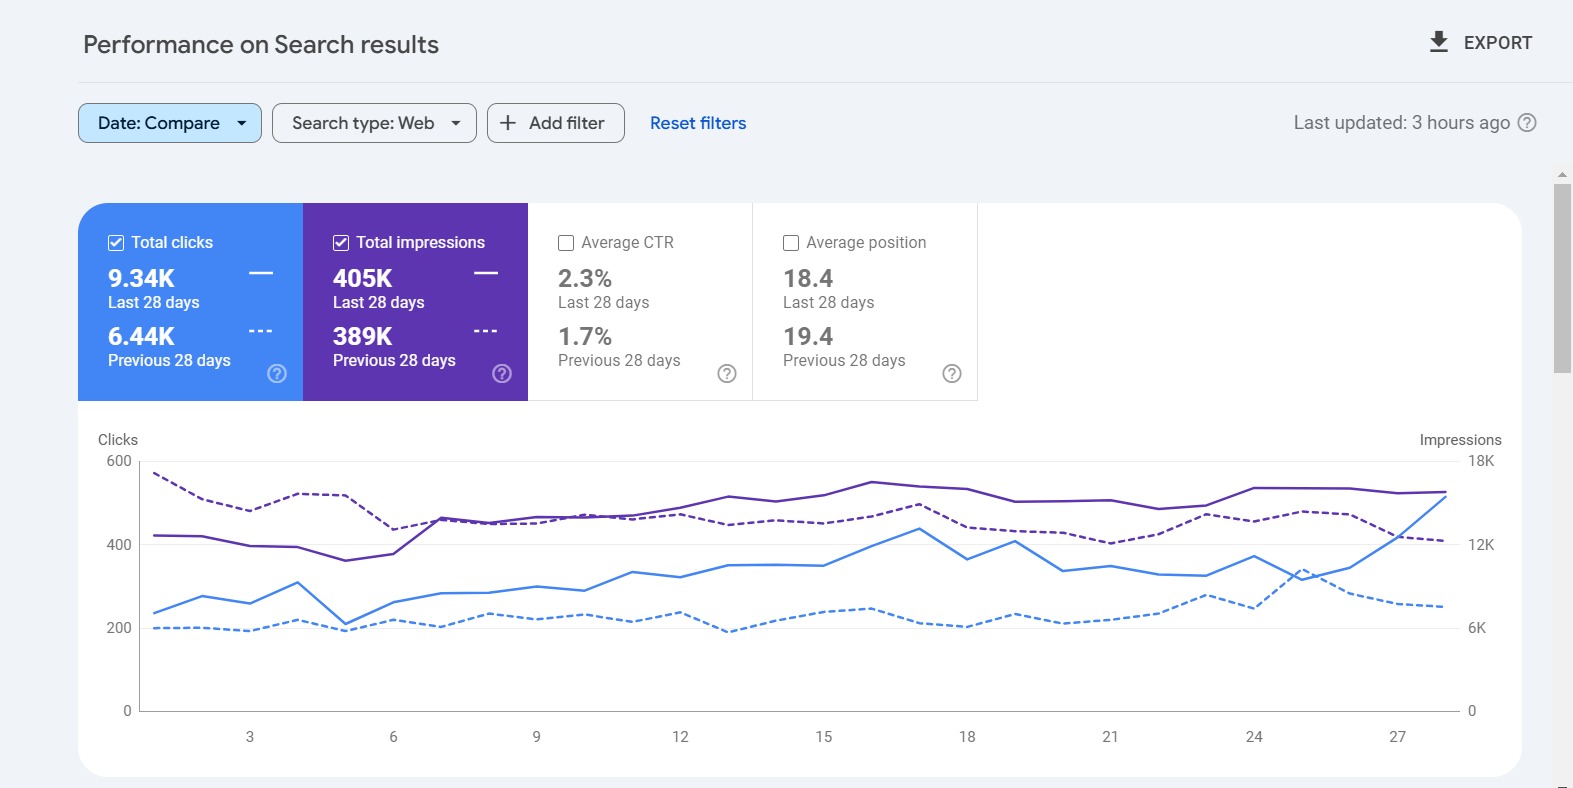 Performance on Search results
EXPORT
Date: Compare
Search type: Web
Add filter
Reset filters
Last updated: 3 hours ago
Total clicks
9.34K
Last 28 days
6.44K
Previous 28 days
Total impressions
405K
Last 28 days
389K
Previous 28 days
Average CTR
2.3%
Last 28 days
1.7%
Previous 28 days
Average position
18.4
Last 28 days
19.4
Previous 28 days
Clicks
Impressions
600
18K
400
12K
200
6K
0
0
3 6 9 12 15 18 21 24 27